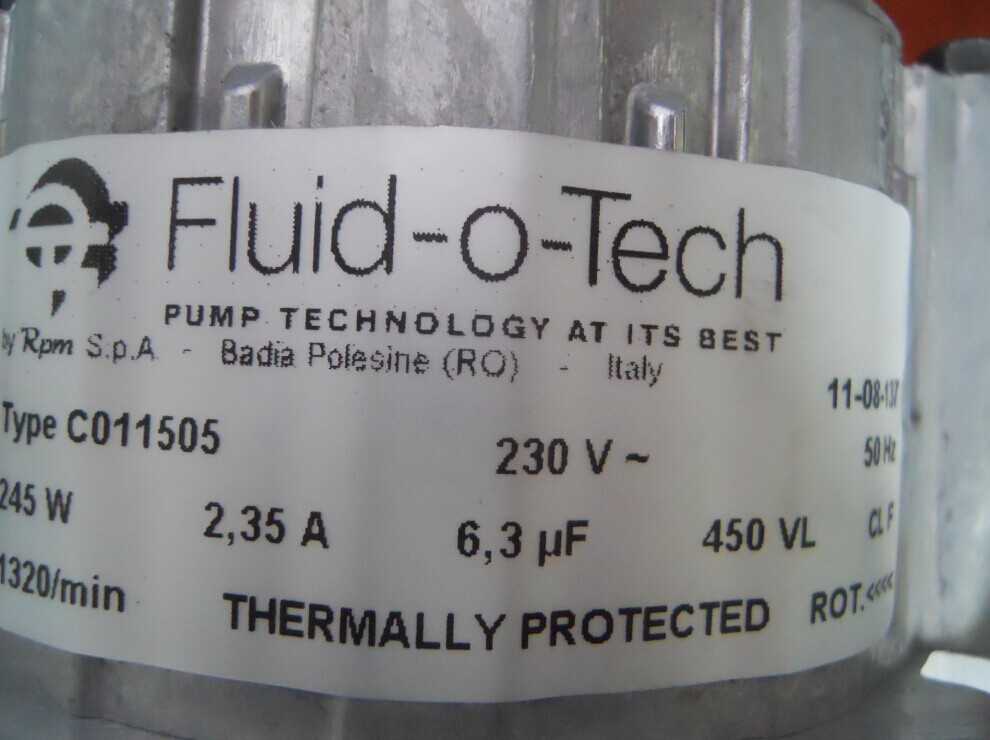 Fluid-o-Tech
PUMP TECHNOLOGY AT ITS BEST
by Rpm S.p.A - Badia Polesine (RO) - Italy
11-08-137
Type C011505 230 V ~ 50 Hz
245 W 2,35 A 6,3 µF 450 VL CL F
1320/min THERMALLY PROTECTED ROT.<<<<